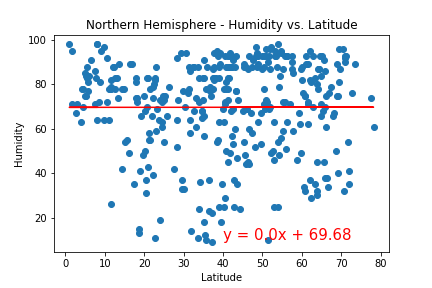 Northern Hemisphere - Humidity vs. Latitude
100
80
60
40
20
Humidity
y = 0.0x + 69.68
0 10 20 30 40 50 60 70 80
Latitude